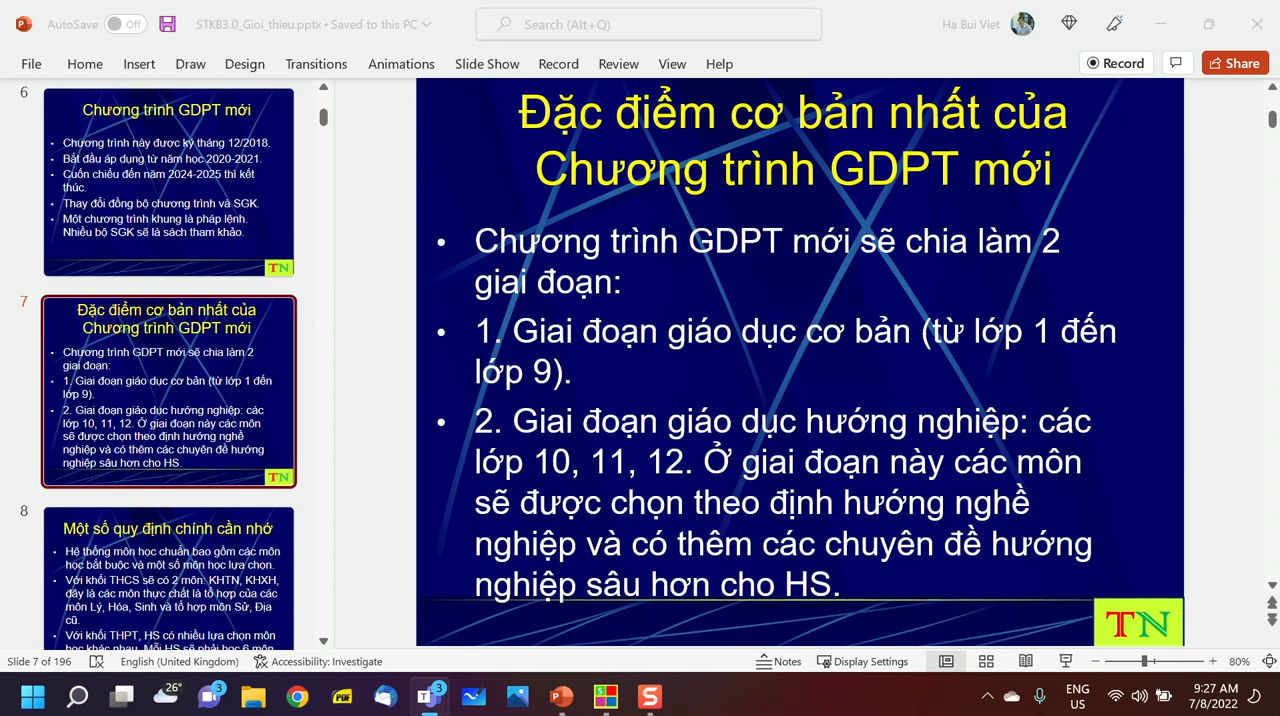 AutoSave
Off
STKB3.0_Gioi_thieu.pptx • Saved to this PC
Search (Alt+Q)
Ha Bui Viet
File Home Insert Draw Design Transitions Animations Slide Show Record Review View Help
Record
Share
6
Chương trình GDPT mới
• Chương trình này được ký tháng 12/2018.
• Bắt đầu áp dụng từ năm học 2020-2021.
• Cuốn chiếu đến năm 2024-2025 thì kết
thúc.
• Thay đổi đồng bộ chương trình và SGK.
• Một chương trình khung là pháp lệnh.
Nhiều bộ SGK sẽ là sách tham khảo.
TN
7
Đặc điểm cơ bản nhất của
Chương trình GDPT mới
• Chương trình GDPT mới sẽ chia làm 2
giai đoạn:
• 1. Giai đoạn giáo dục cơ bản (từ lớp 1 đến
lớp 9).
• 2. Giai đoạn giáo dục hướng nghiệp: các
lớp 10, 11, 12. Ở giai đoạn này các môn
sẽ được chọn theo định hướng nghề
nghiệp và có thêm các chuyên đề hướng
nghiệp sâu hơn cho HS.
TN
8
Một số quy định chính cần nhớ
• Hệ thống môn học chuẩn bao gồm các môn
học bắt buộc và một số môn học lựa chọn.
• Với khối THCS sẽ có 2 môn: KHTN, KHXH,
đây là các môn thực chất là tổ hợp của các
môn Lý, Hóa, Sinh và tổ hợp môn Sử, Địa
cũ.
• Với khối THPT, HS có nhiều lựa chọn môn
học khác nhau. Mỗi HS sẽ phải học 6 môn
Đặc điểm cơ bản nhất của
Chương trình GDPT mới
• Chương trình GDPT mới sẽ chia làm 2
giai đoạn:
• 1. Giai đoạn giáo dục cơ bản (từ lớp 1 đến
lớp 9).
• 2. Giai đoạn giáo dục hướng nghiệp: các
lớp 10, 11, 12. Ở giai đoạn này các môn
sẽ được chọn theo định hướng nghề
nghiệp và có thêm các chuyên đề hướng
nghiệp sâu hơn cho HS.
TN
Slide 7 of 196
English (United Kingdom)
Accessibility: Investigate
Notes
Display Settings
80%
26°
3
PDF
3
ENG
US
9:27 AM
7/8/2022